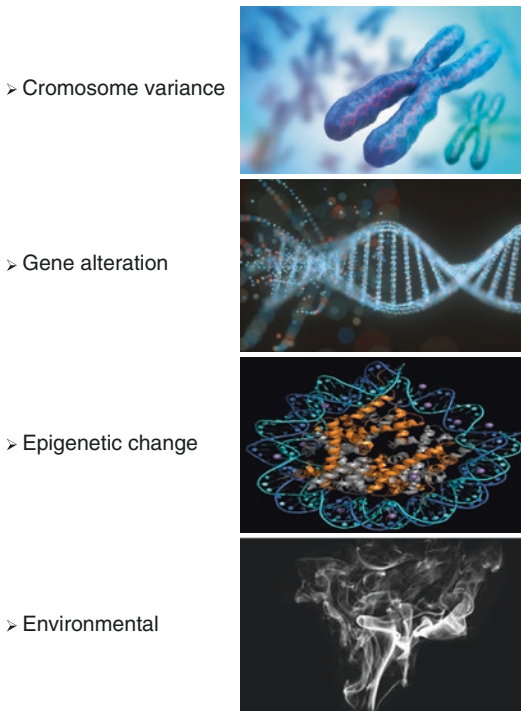 ➢ Cromosome variance
➢ Gene alteration
➢ Epigenetic change
➢ Environmental